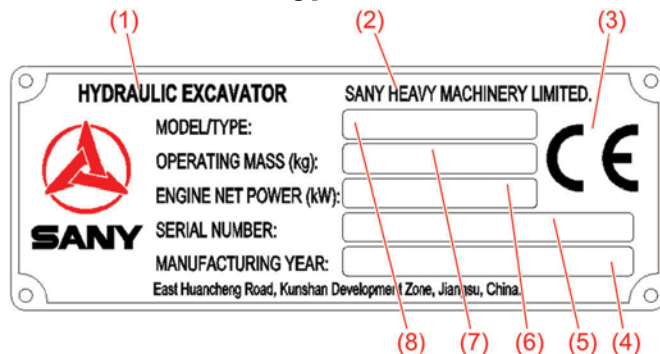 (1) (2) (3)
HYDRAULIC EXCAVATOR SANY HEAVY MACHINERY LIMITED.
MODEL/TYPE:
OPERATING MASS (kg):
CE
ENGINE NET POWER (kW):
SANY
SERIAL NUMBER:
MANUFACTURING YEAR:
East Huancheng Road, Kunshan Development Zone, Jiangsu, China.
(8) (7) (6) (5) (4)